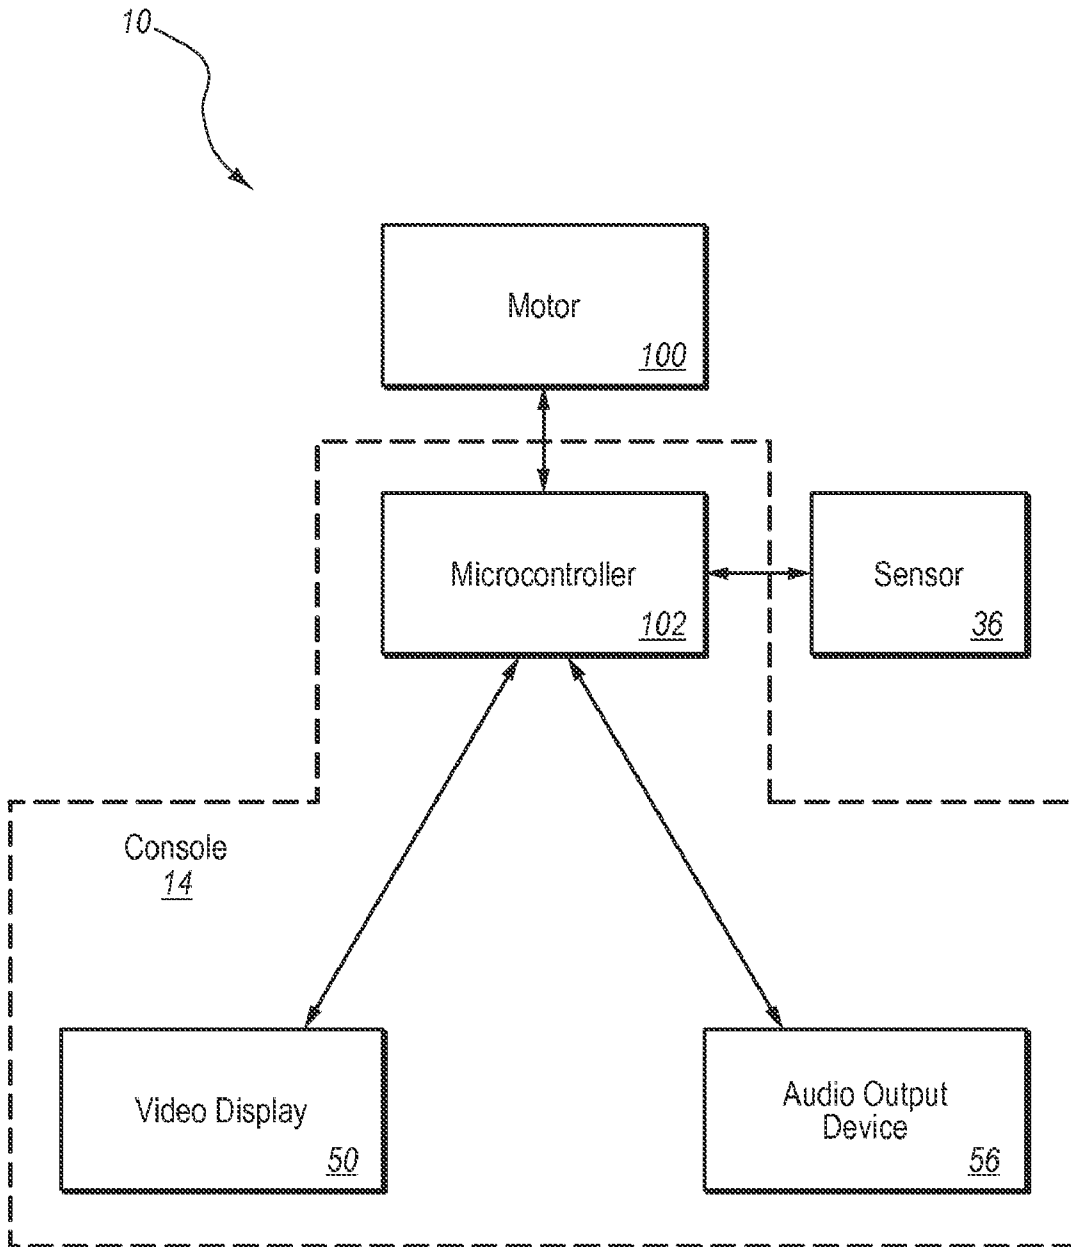 10
Motor
100
Microcontroller
102
Sensor
36
Console
14
Video Display
50
Audio Output
Device
56